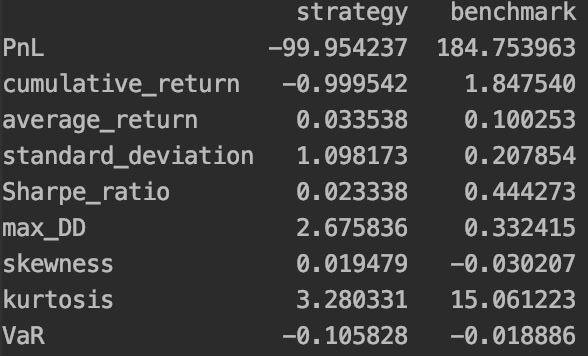 strategy benchmark
PnL -99.954237 184.753963
cumulative_return -0.999542 1.847540
average_return 0.033538 0.100253
standard_deviation 1.098173 0.207854
Sharpe_ratio 0.023338 0.444273
max_DD 2.675836 0.332415
skewness 0.019479 -0.030207
kurtosis 3.280331 15.061223
VaR -0.105828 -0.018886